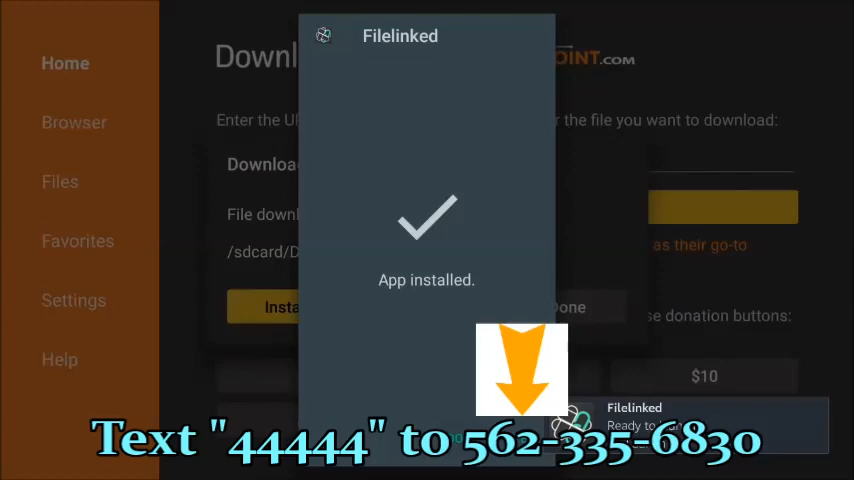 Filelinked
Home
Browser
Files
Favorites
Settings
Help
Downl
OINT.COM
Enter the U
r the file you want to download:
Downloa
File downl
/sdcard/D
as their go-to
App installed.
Insta
Done
se donation buttons:
$10
Filelinked
Ready to
Text "44444" to 562-335-6830